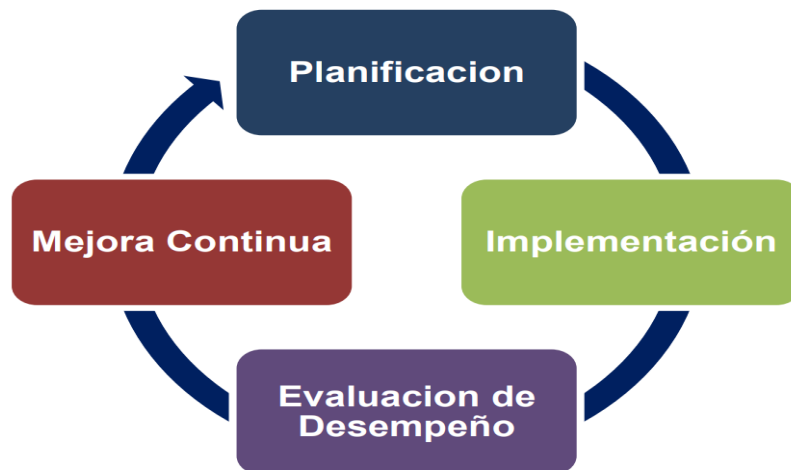 Planificacion
Mejora Continua
Implementación
Evaluacion de
Desempeño